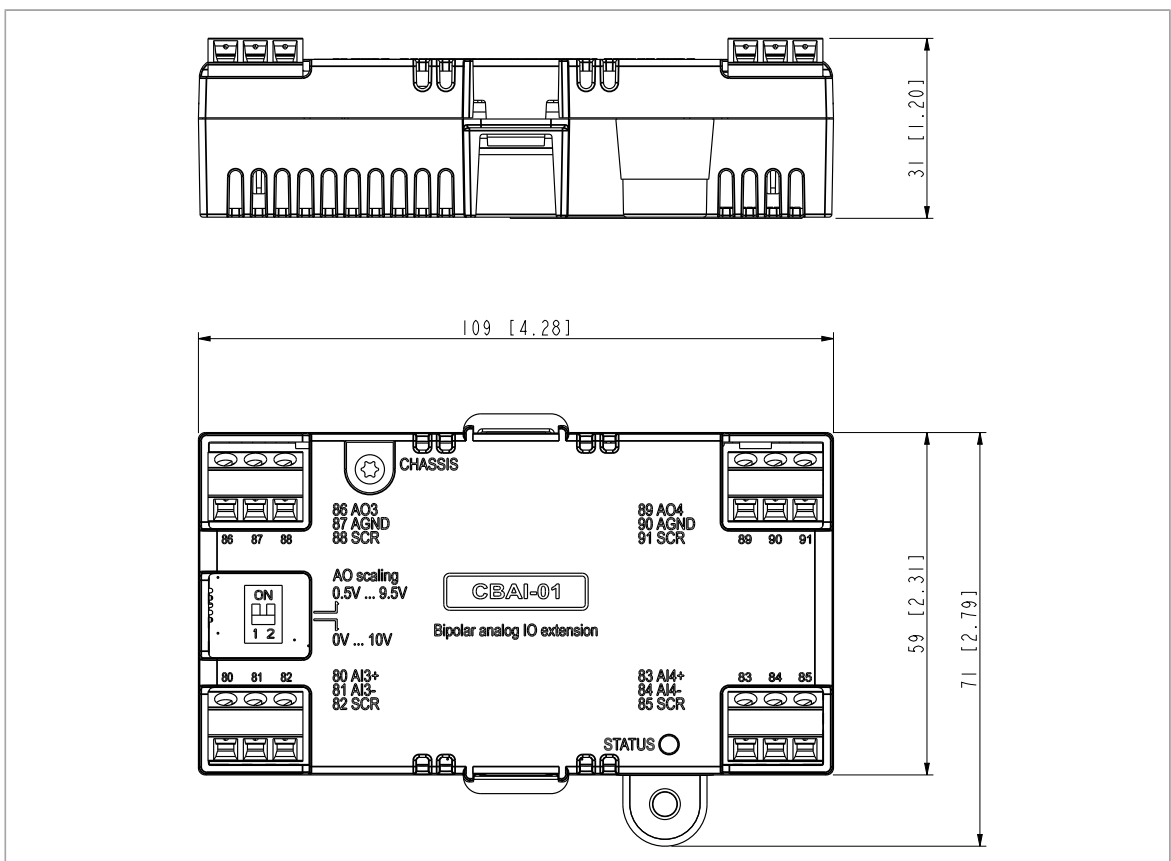 31 [1.20]
109 [4.28]
CHASSIS
86 AO3
87 AGND
88 SCR
89 AO4
90 AGND
91 SCR
86 87 88
89 90 91
AO scaling
0.5V ... 9.5V
ON
1 2
0V ... 10V
CBAI-01
Bipolar analog IO extension
59 [2.31]
71 [2.79]
80 81 82
80 AI3+
81 AI3-
82 SCR
83 AI4+
84 AI4-
85 SCR
83 84 85
STATUS